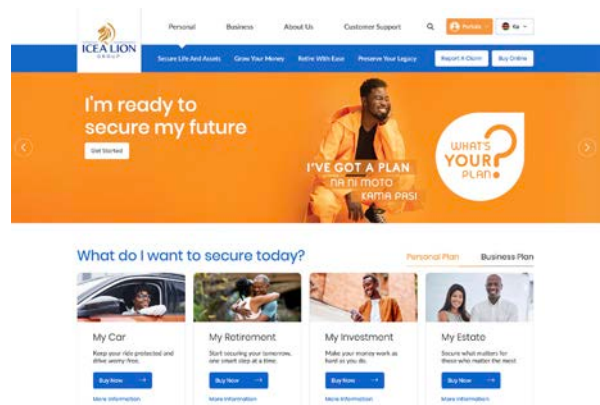 ICEA LION
GROUP
Personal
Business
About Us
Customer Support
Portals
Ke
Secure Life And Assets
Grow Your Money
Retire With Ease
Preserve Your Legacy
Report A Claim
Buy Online
I'm ready to
secure my future
Get Started
I'VE GOT A PLAN
NA NI MOTO
KAMA PASI
WHAT'S
YOUR
PLAN?
What do I want to secure today?
Personal Plan
Business Plan
My Car
Keep your ride protected and
drive worry-free.
Buy Now
More Information
My Retirement
Start securing your tomorrow,
one smart step at a time.
Buy Now
More Information
My Investment
Make your money work as
hard as you do.
Buy Now
More Information
My Estate
Secure what matters for
those who matter the most
Buy Now
More Information